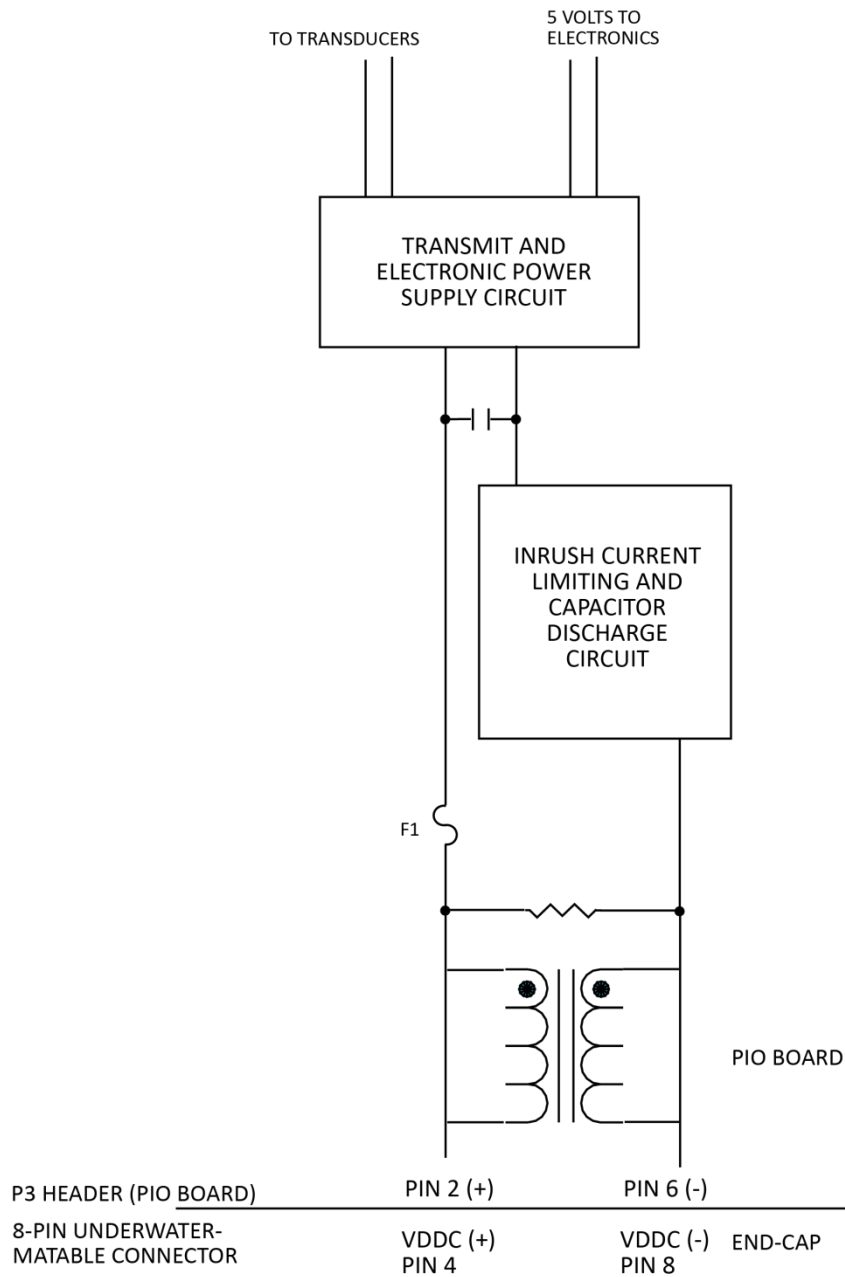 TO TRANSDUCERS
5 VOLTS TO
ELECTRONICS
TRANSMIT AND
ELECTRONIC POWER
SUPPLY CIRCUIT
INRUSH CURRENT
LIMITING AND
CAPACITOR
DISCHARGE
CIRCUIT
F1
PIO BOARD
P3 HEADER (PIO BOARD)
PIN 2 (+)
PIN 6 (-)
8-PIN UNDERWATER-
MATABLE CONNECTOR
VDDC (+)
PIN 4
VDDC (-)
PIN 8
END-CAP